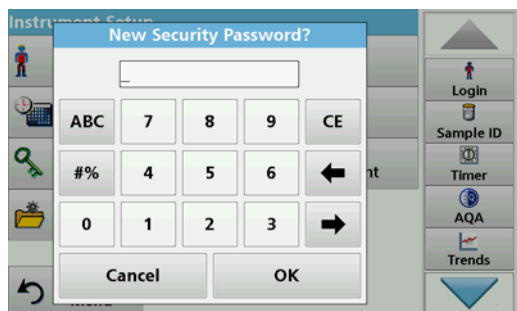 Instrument Setup
New Security Password?
_
ABC 7 8 9 CE
#% 4 5 6
0 1 2 3
Cancel OK
nt
Login
Sample ID
Timer
AQA
Trends